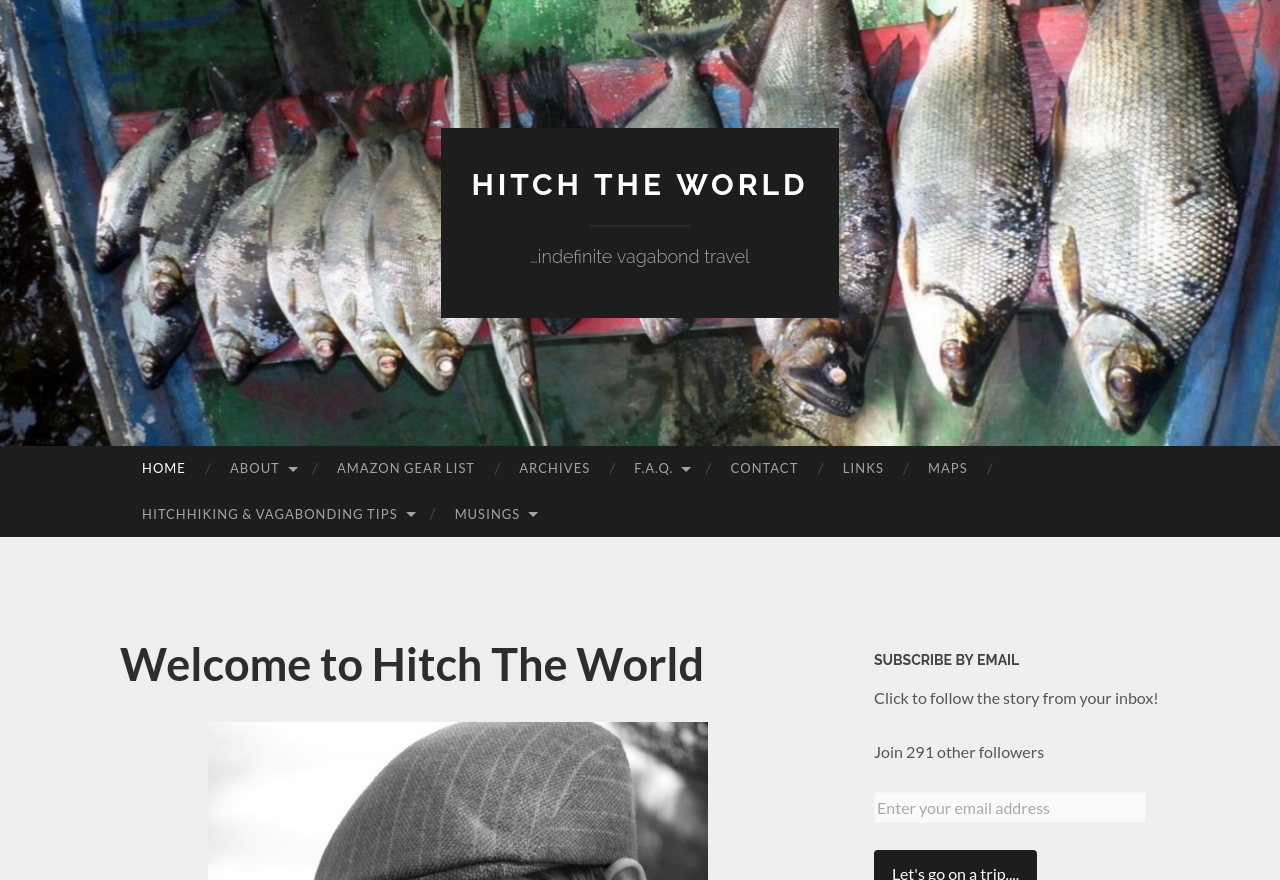 HITCH THE WORLD
...indefinite vagabond travel
HOME / ABOUT / AMAZON GEAR LIST / ARCHIVES / F.A.Q. / CONTACT / LINKS / MAPS /
HITCHHIKING & VAGABONDING TIPS / MUSINGS
Welcome to Hitch The World
SUBSCRIBE BY EMAIL
Click to follow the story from your inbox!
Join 291 other followers
Enter your email address
Let's go on a trip....